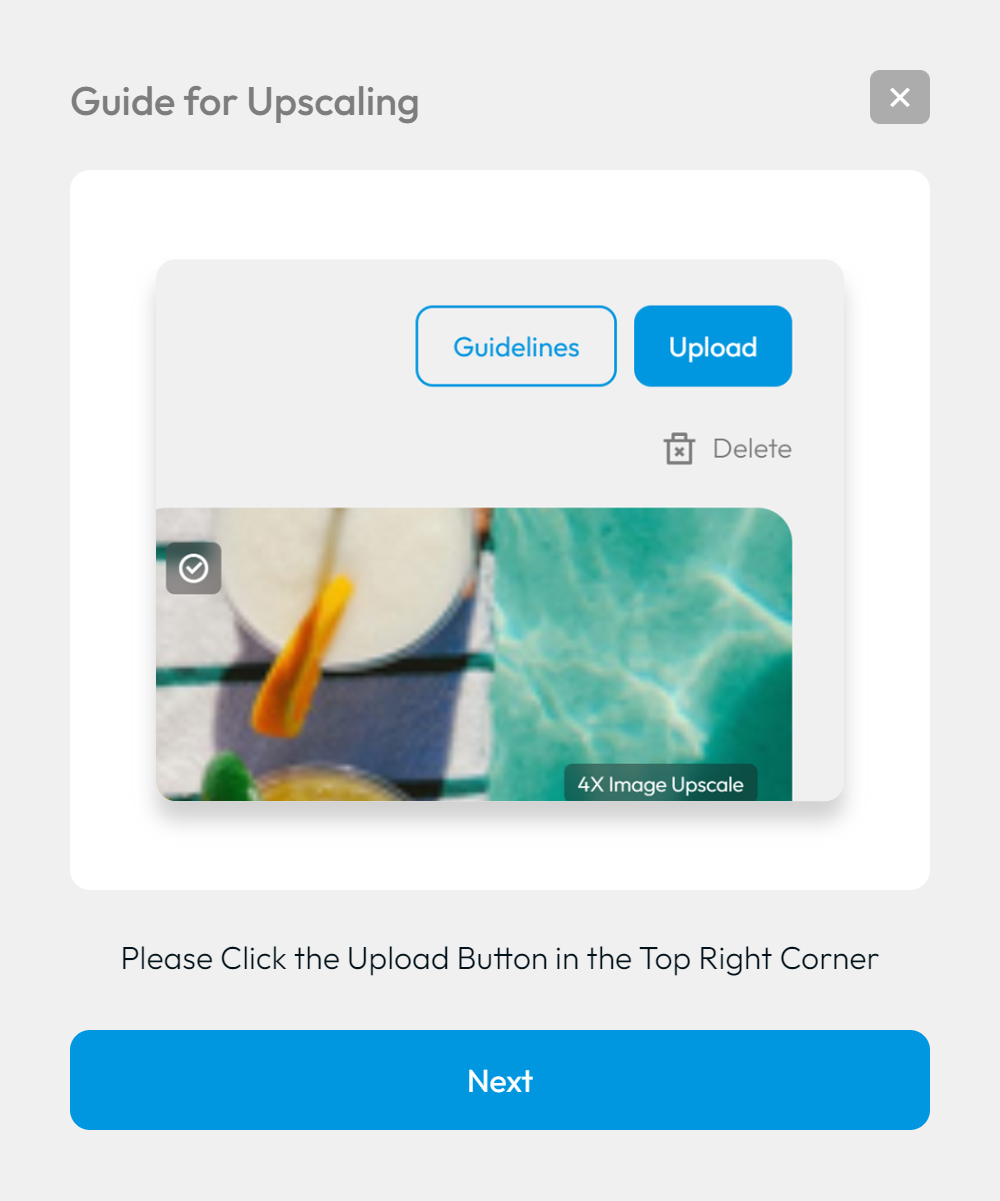 Guide for Upscaling
Guidelines
Upload
Delete
4X Image Upscale
Please Click the Upload Button in the Top Right Corner
Next